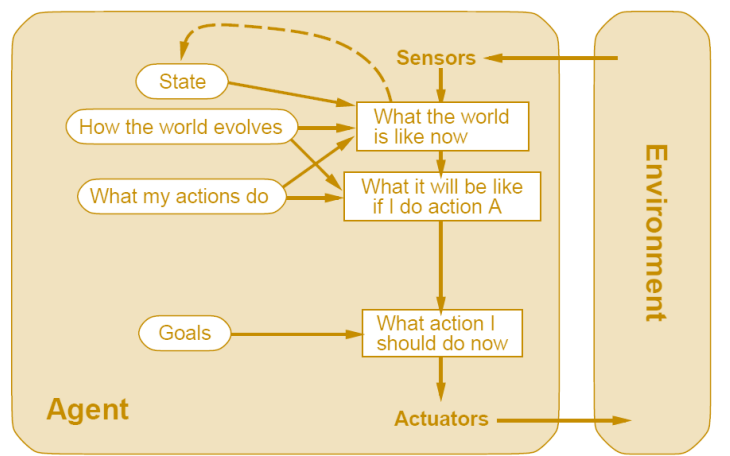 Sensors
State
What the world
is like now
How the world evolves
What it will be like
if I do action A
What my actions do
Environment
Goals
What action I
should do now
Agent
Actuators